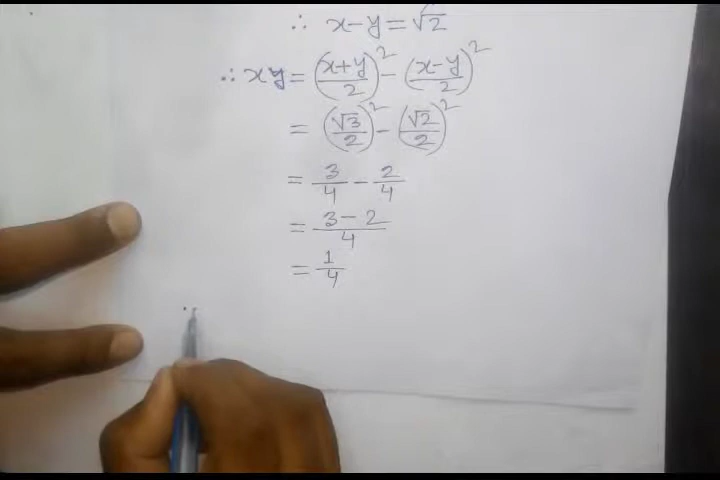 ∴ x-y=√2
∴ xy = ((x+y)/2)² - ((x-y)/2)²
= (√3/2)² - (√2/2)²
= 3/4 - 2/4
= (3-2)/4
= 1/4